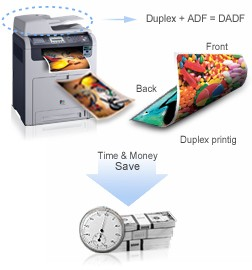 Duplex + ADF = DADF
Front
Back
Duplex printig
Time & Money
Save